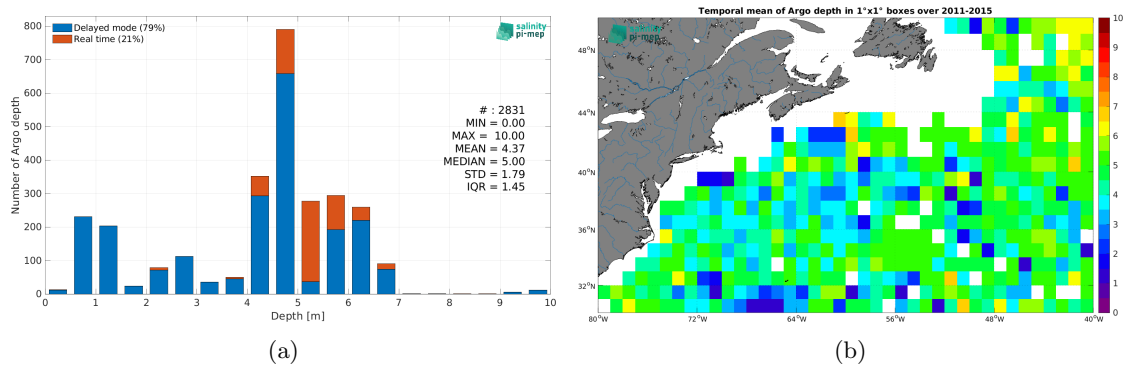 Delayed mode (79%)
Real time (21%)
salinity
pi-mep
Number of Argo depth
800
700
600
500
400
300
200
100
0
# : 2831
MIN = 0.00
MAX = 10.00
MEAN = 4.37
MEDIAN = 5.00
STD = 1.79
IQR = 1.45
0 1 2 3 4 5 6 7 8 9 10
Depth [m]
(a)
Temporal mean of Argo depth in 1°x1° boxes over 2011-2015
salinity
pi-mep
48°N
44°N
40°N
36°N
32°N
80°W 72°W 64°W 56°W 48°W 40°W
10
9
8
7
6
5
4
3
2
1
0
(b)